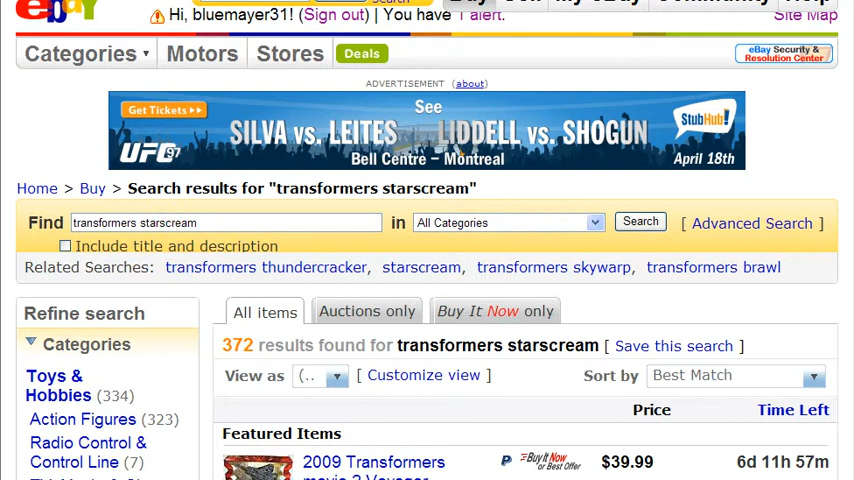 ebay
Search
Buy Sell My eBay Community Help
Hi, bluemayer31! (Sign out) | You have 1 alert.
Site Map
Categories
Motors
Stores
Deals
eBay Security &
Resolution Center
ADVERTISEMENT (about)
Get Tickets
See
SILVA vs. LEITES LIDDELL vs. SHOGUN
Bell Centre – Montreal
UFC 97
StubHub!
April 18th
Home > Buy > Search results for "transformers starscream"
Find transformers starscream in All Categories Search [ Advanced Search ]
Include title and description
Related Searches: transformers thundercracker, starscream, transformers skywarp, transformers brawl
Refine search
Categories
Toys &
Hobbies (334)
Action Figures (323)
Radio Control &
Control Line (7)
All items
Auctions only
Buy It Now only
372 results found for transformers starscream [ Save this search ]
View as (.. [ Customize view ] Sort by Best Match
Price Time Left
Featured Items
2009 Transformers
movie 2 Voyager
Buy It Now
or Best Offer
$39.99
6d 11h 57m